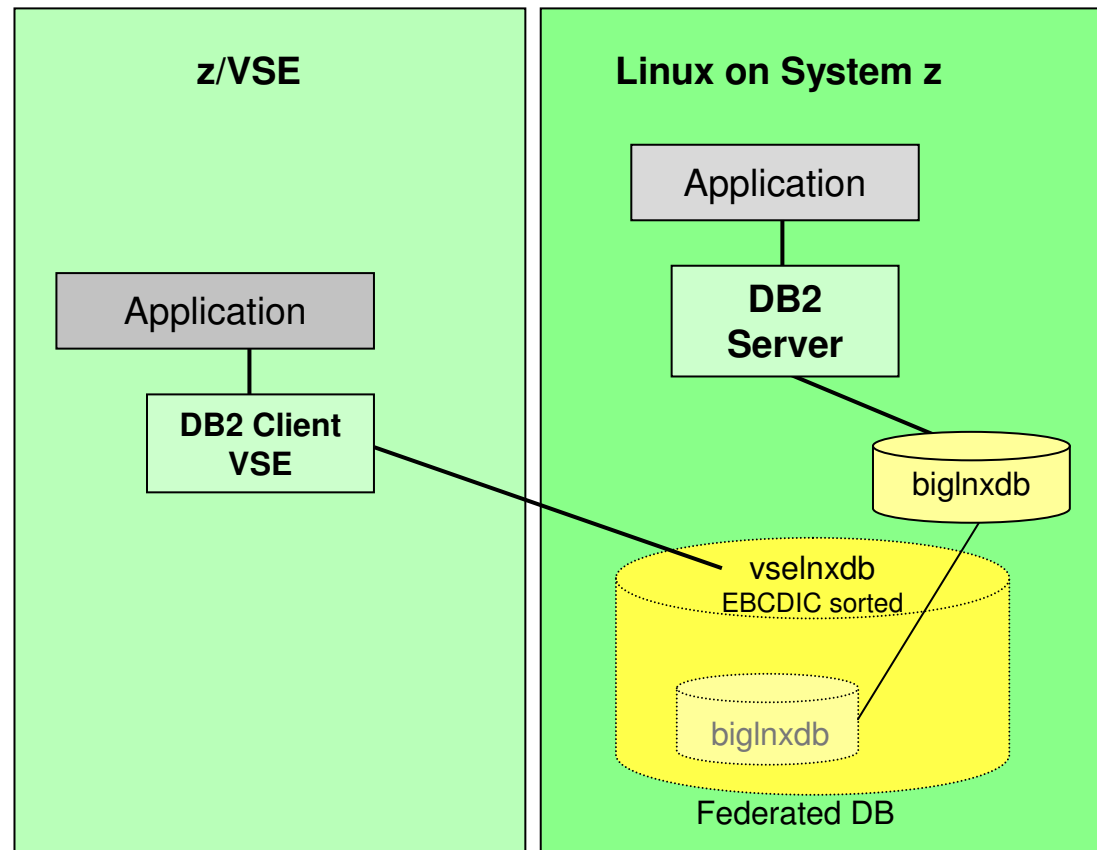 z/VSE
Application
DB2 Client
VSE
Linux on System z
Application
DB2
Server
biglnxdb
vselnxdb
EBCDIC sorted
biglnxdb
Federated DB